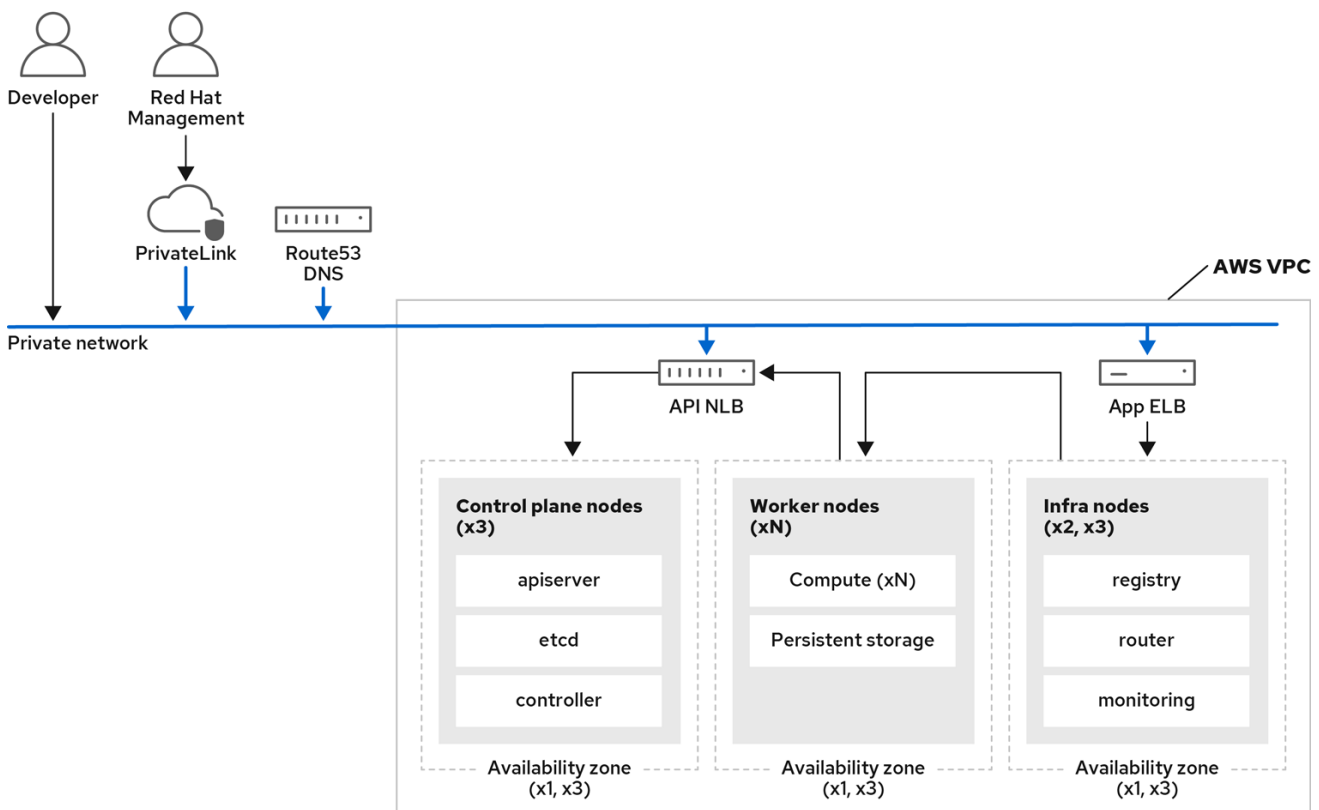 Developer
Red Hat
Management
PrivateLink
Route53
DNS
AWS VPC
Private network
API NLB
App ELB
Control plane nodes
(x3)
apiserver
etcd
controller
Availability zone
(x1, x3)
Worker nodes
(xN)
Compute (xN)
Persistent storage
Availability zone
(x1, x3)
Infra nodes
(x2, x3)
registry
router
monitoring
Availability zone
(x1, x3)